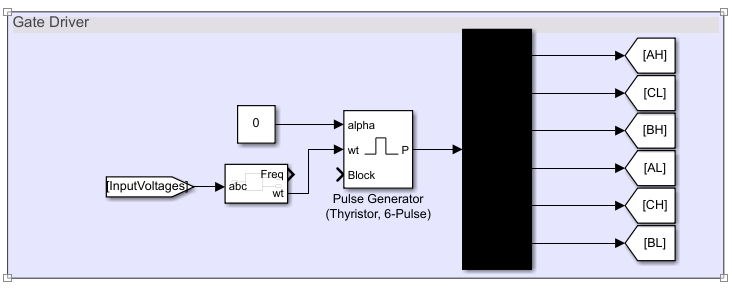 Gate Driver
[AH]
[CL]
0
alpha
[BH]
wt
P
[AL]
Freq
Block
[InputVoltages]
abc
wt
Pulse Generator
(Thyristor, 6-Pulse)
[CH]
[BL]